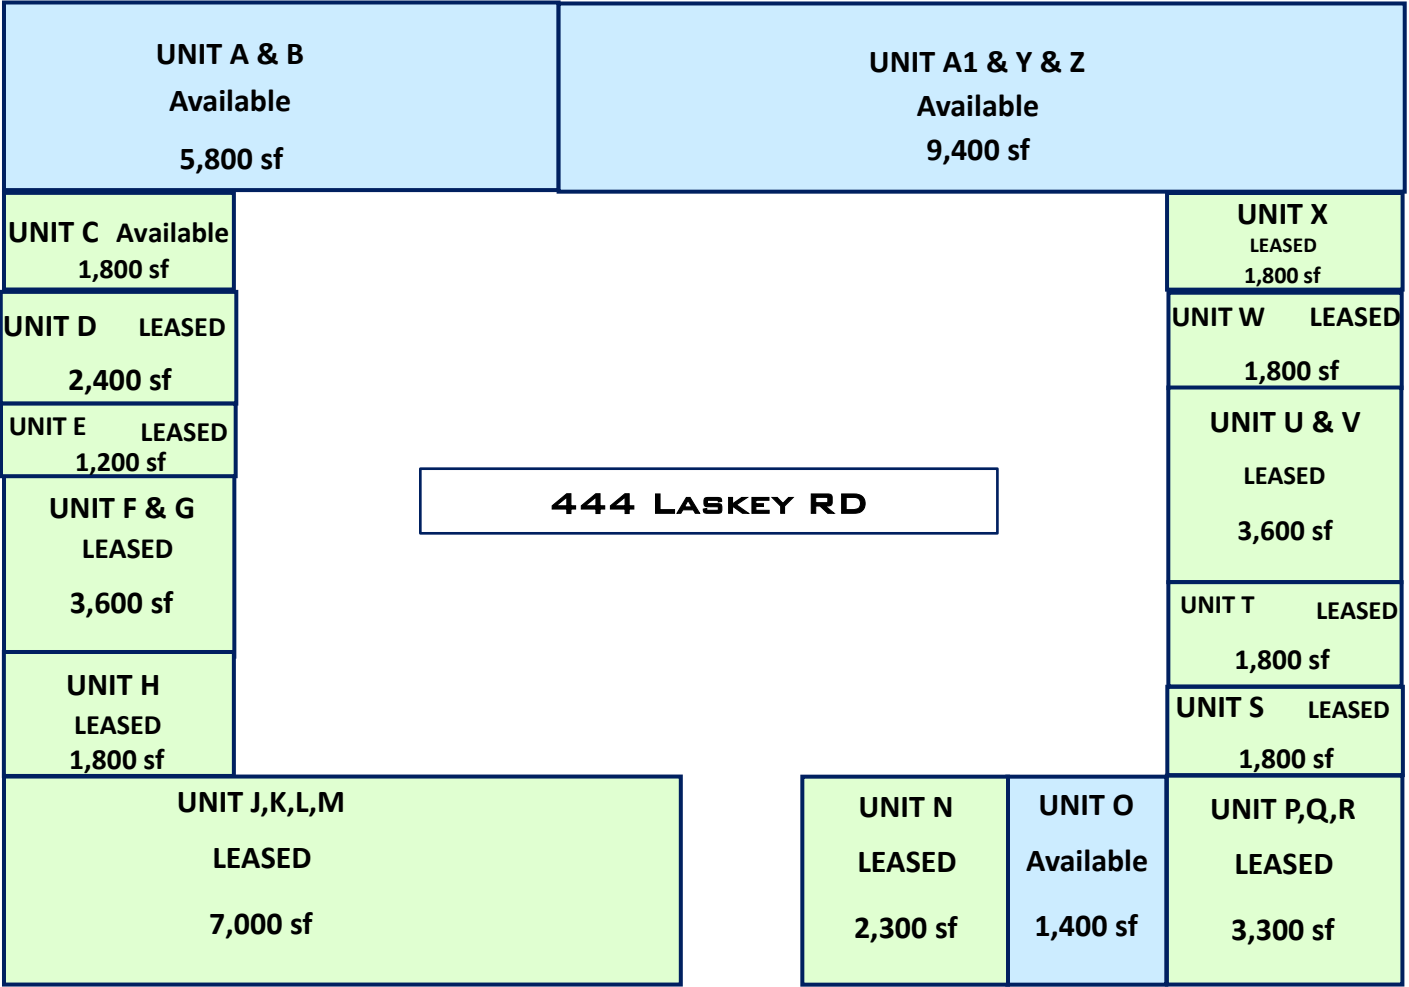 UNIT A & B
Available
5,800 sf
UNIT A1 & Y & Z
Available
9,400 sf
UNIT C Available
1,800 sf
UNIT D LEASED
2,400 sf
UNIT E LEASED
1,200 sf
UNIT F & G
LEASED
3,600 sf
UNIT H
LEASED
1,800 sf
UNIT J,K,L,M
LEASED
7,000 sf
444 LASKEY RD
UNIT X
LEASED
1,800 sf
UNIT W LEASED
1,800 sf
UNIT U & V
LEASED
3,600 sf
UNIT T LEASED
1,800 sf
UNIT S LEASED
1,800 sf
UNIT N
LEASED
2,300 sf
UNIT O
Available
1,400 sf
UNIT P,Q,R
LEASED
3,300 sf